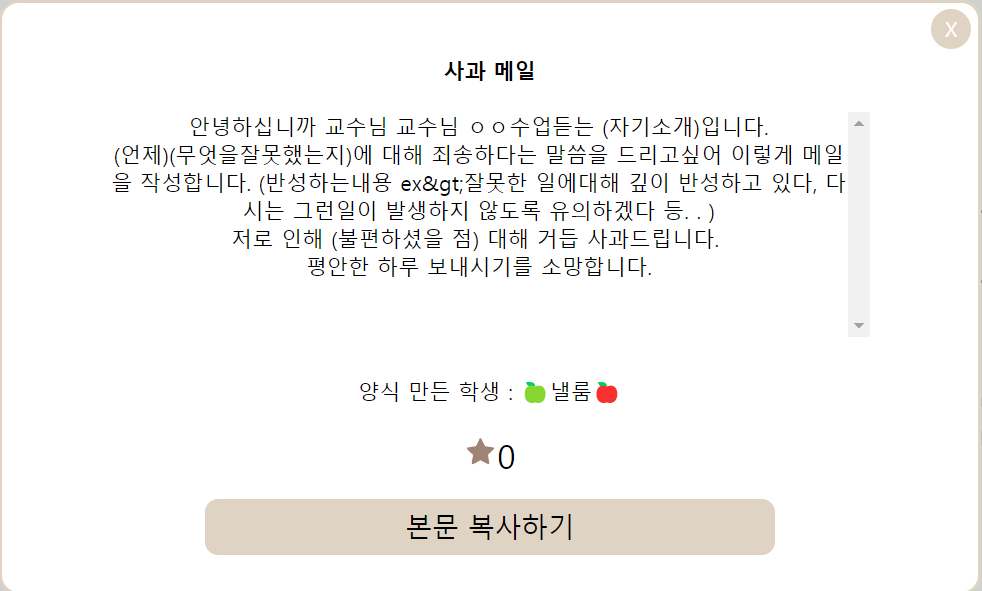 X
사과 메일
안녕하십니까 교수님 교수님 ㅇㅇ수업듣는 (자기소개)입니다.
(언제)(무엇을잘못했는지)에 대해 죄송하다는 말씀을 드리고싶어 이렇게 메일
을 작성합니다. (반성하는내용 ex&gt;잘못한 일에대해 깊이 반성하고 있다, 다
시는 그런일이 발생하지 않도록 유의하겠다 등. . )
저로 인해 (불편하셨을 점) 대해 거듭 사과드립니다.
평안한 하루 보내시기를 소망합니다.
양식 만든 학생 : 🍏낼룸🍎
★0
본문 복사하기